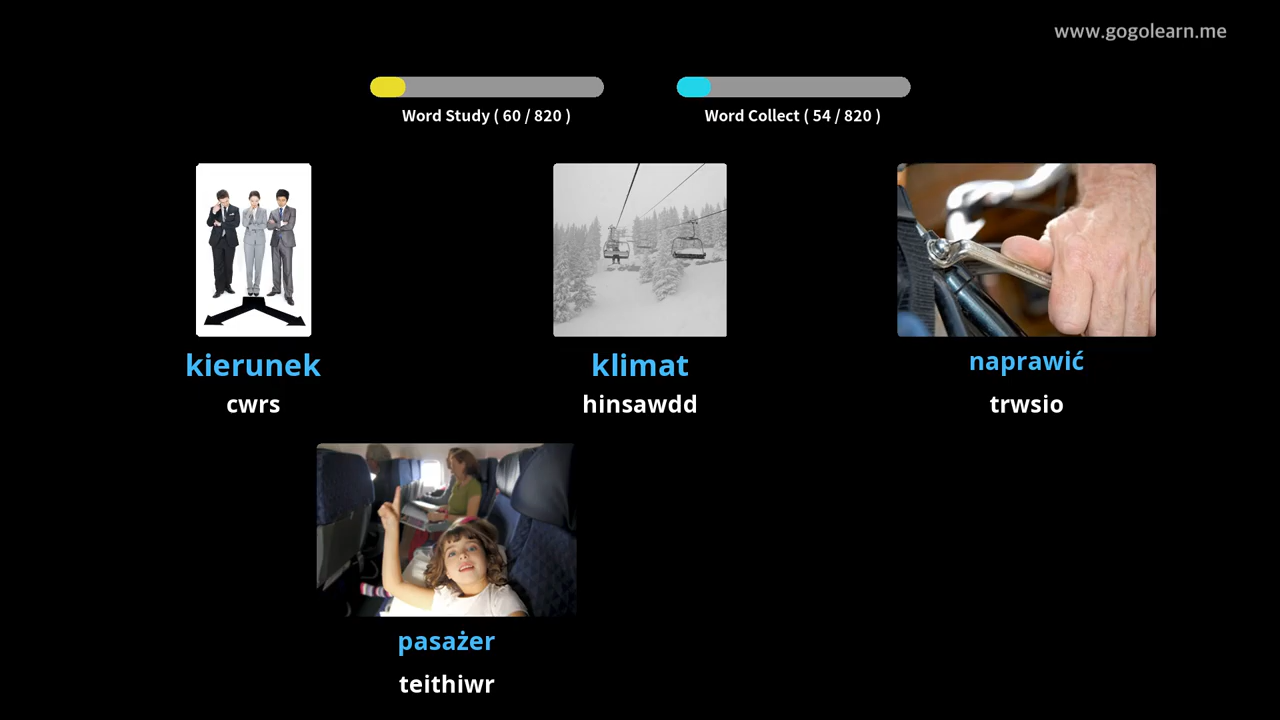 www.gogolearn.me
Word Study ( 60 / 820 )
Word Collect ( 54 / 820 )
kierunek
cwrs
klimat
hinsawdd
naprawić
trwsio
pasażer
teithiwr